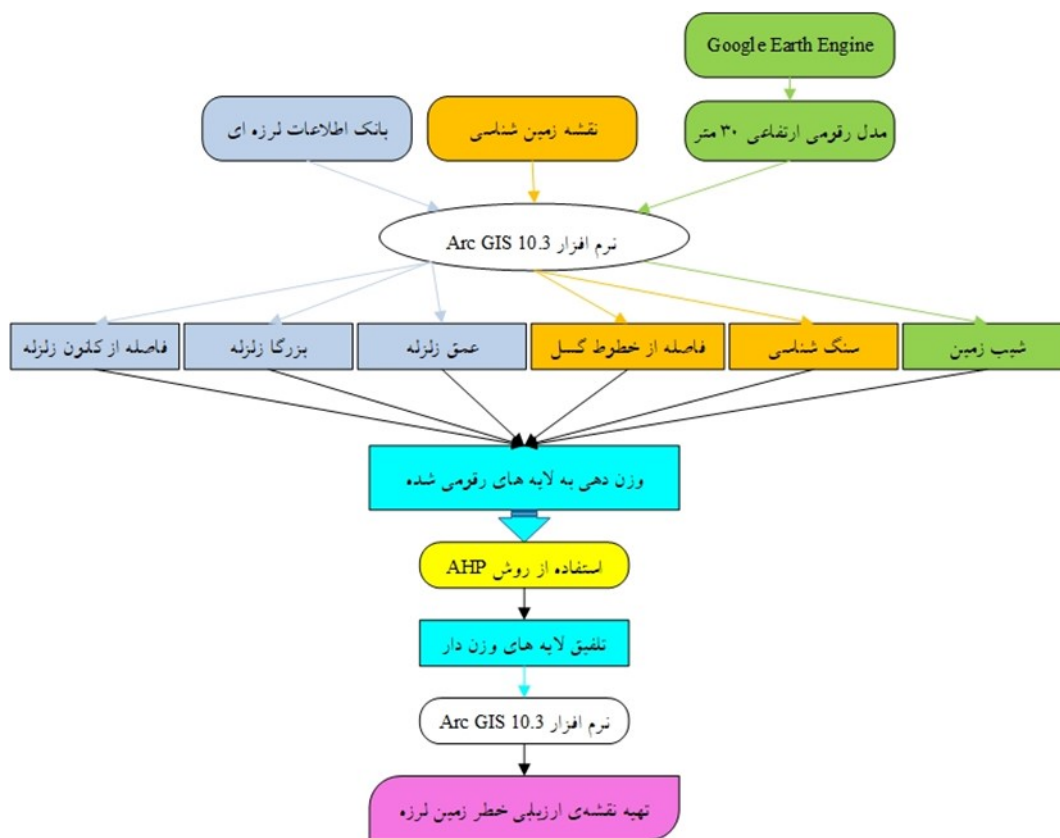 Google Earth Engine
بانک اطلاعات لرزه ای
نقشه زمین شناسی
مدل رقومی ارتفاعی ۳۰ متر
نرم افزار Arc GIS 10.3
فاصله از کانون زلزله
بزرگا زلزله
عمق زلزله
فاصله از خطوط گسل
سنگ شناسی
شیب زمین
وزن دهی به لایه های رقومی شده
استفاده از روش AHP
تلفیق لایه های وزن دار
نرم افزار Arc GIS 10.3
تهیه نقشه‌ی ارزیابی خطر زمین لرزه